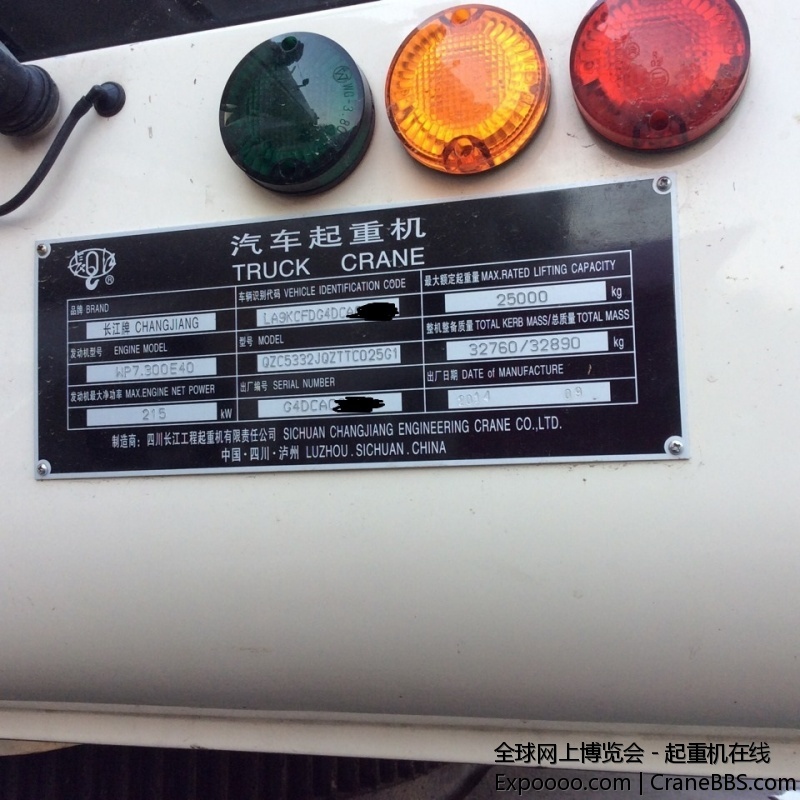 汽车起重机
TRUCK CRANE
®
品牌 BRAND
长江牌 CHANGJIANG
车辆识别代码 VEHICLE IDENTIFICATION CODE
LA9KCFDG4DCA
最大额定起重量 MAX.RATED LIFTING CAPACITY
25000 kg
发动机型号 ENGINE MODEL
WP7.300E40
型号 MODEL
QZC5332JQZTTC025G1
整机整备质量 TOTAL KERB MASS/总质量 TOTAL MASS
32760/32890 kg
发动机最大净功率 MAX.ENGINE NET POWER
215 kW
出厂编号 SERIAL NUMBER
G4DCA
出厂日期 DATE of MANUFACTURE
2014 09
制造商：四川长江工程起重机有限责任公司 SICHUAN CHANGJIANG ENGINEERING CRANE CO.,LTD.
中国·四川·泸州 LUZHOU.SICHUAN.CHINA
全球网上博览会 - 起重机在线
Expoooo.com | CraneBBS.com